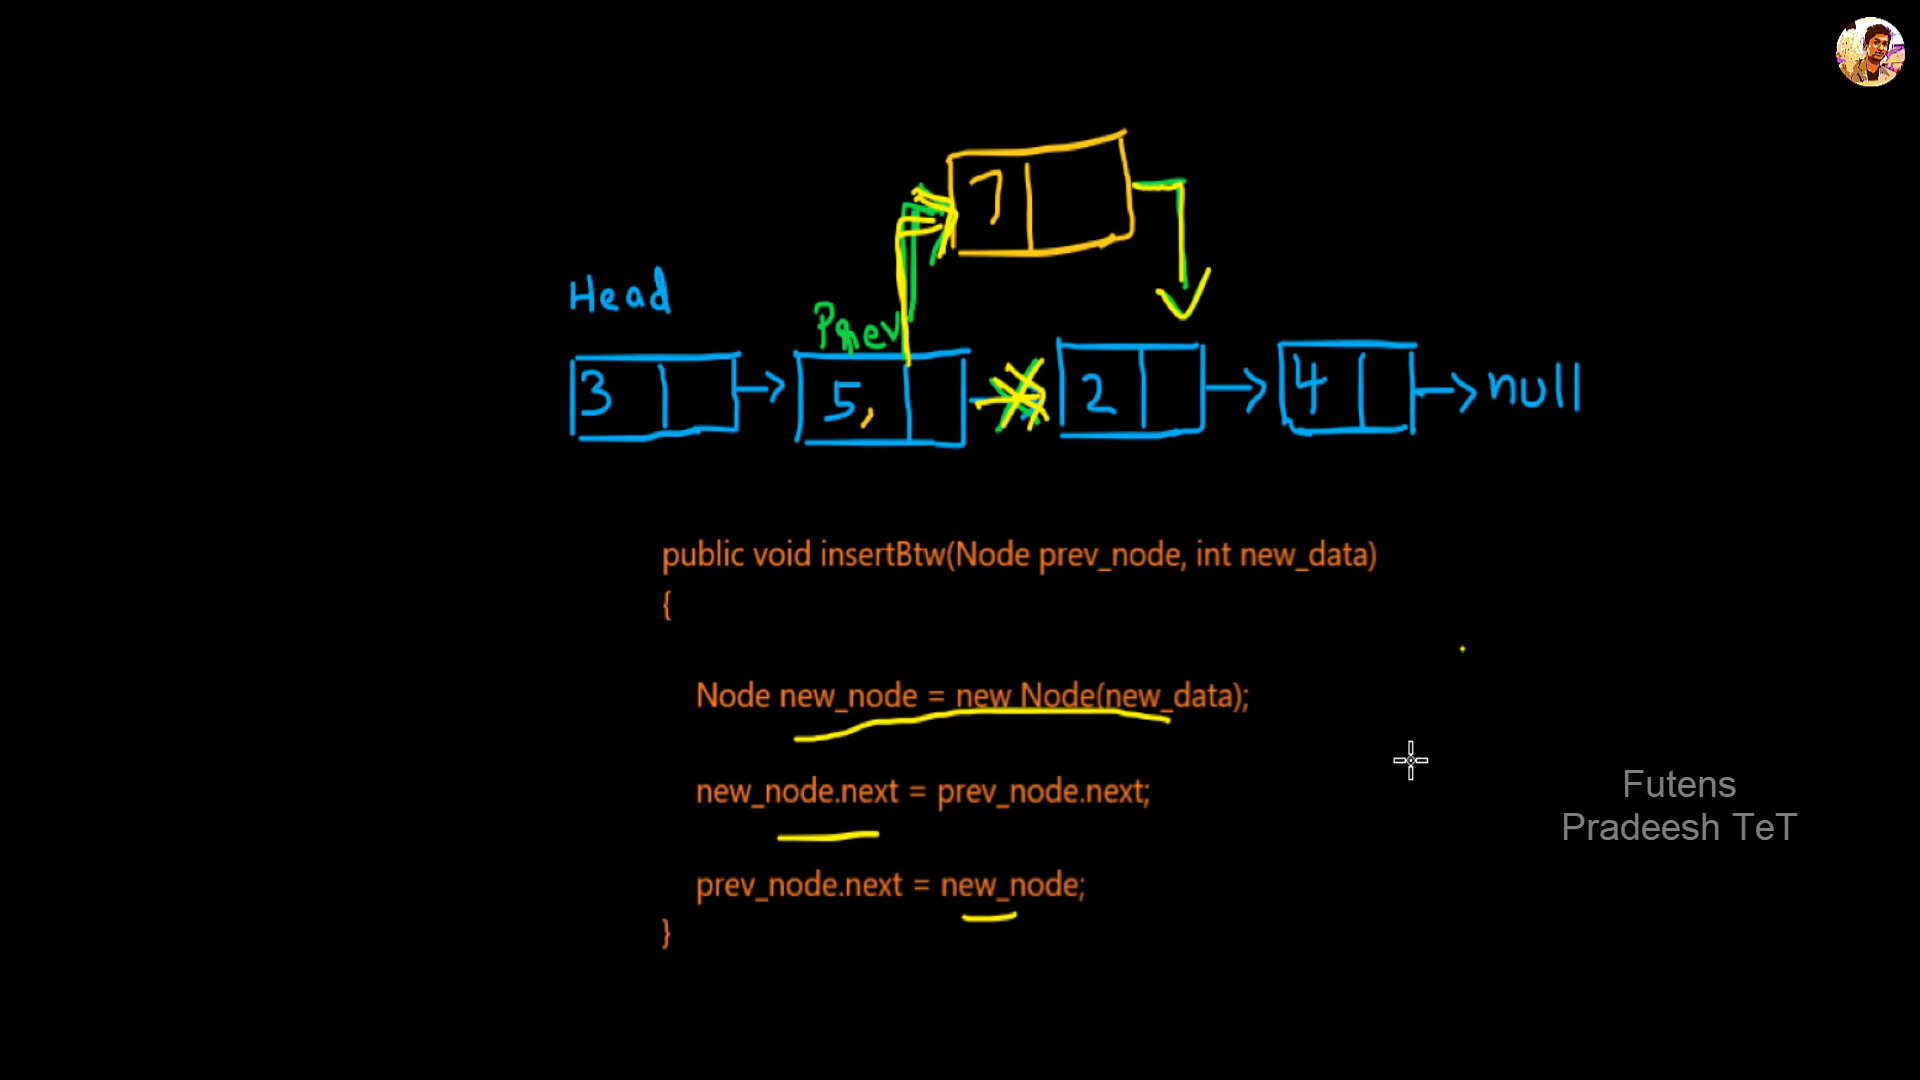 7
Head
Prev
3 5, 2 4 null
public void insertBtw(Node prev_node, int new_data)
{
Node new_node = new Node(new_data);
new_node.next = prev_node.next;
prev_node.next = new_node;
}
Futens
Pradeesh TeT